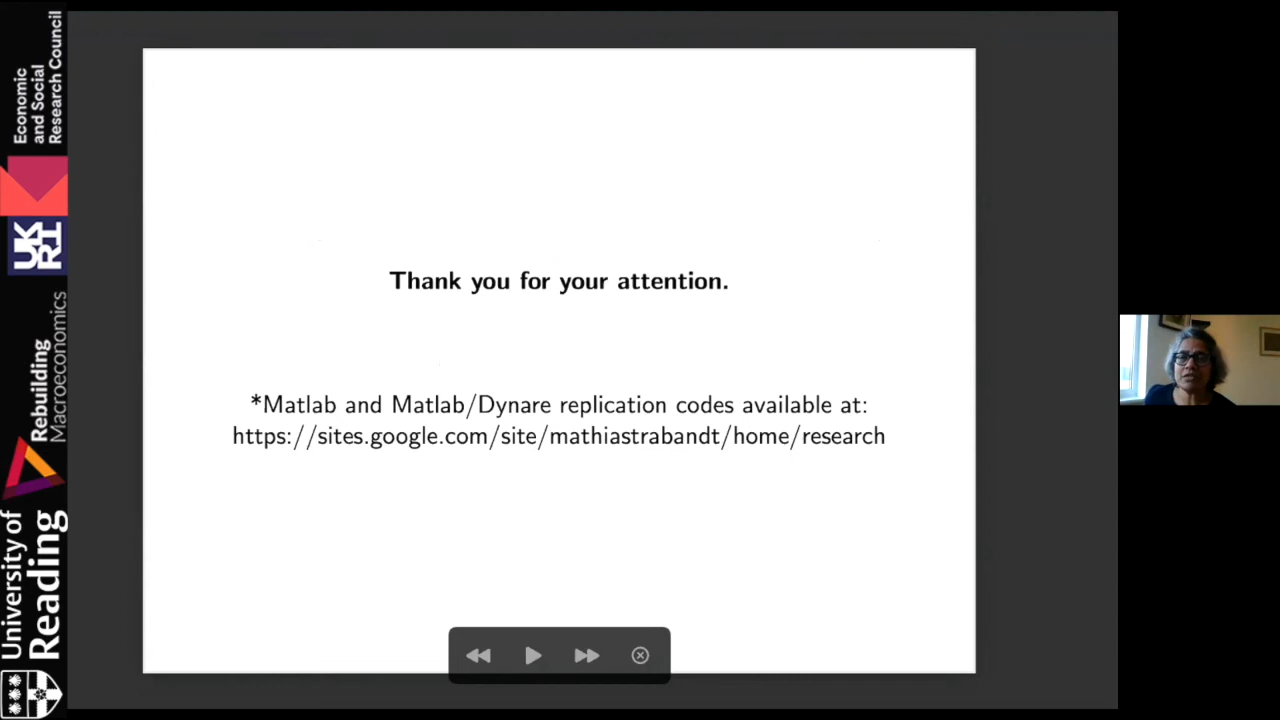 Economic
and Social
Research Council
UK
RI
Rebuilding
Macroeconomics
University of
Reading
Thank you for your attention.
*Matlab and Matlab/Dynare replication codes available at:
https://sites.google.com/site/mathiastrabandt/home/research